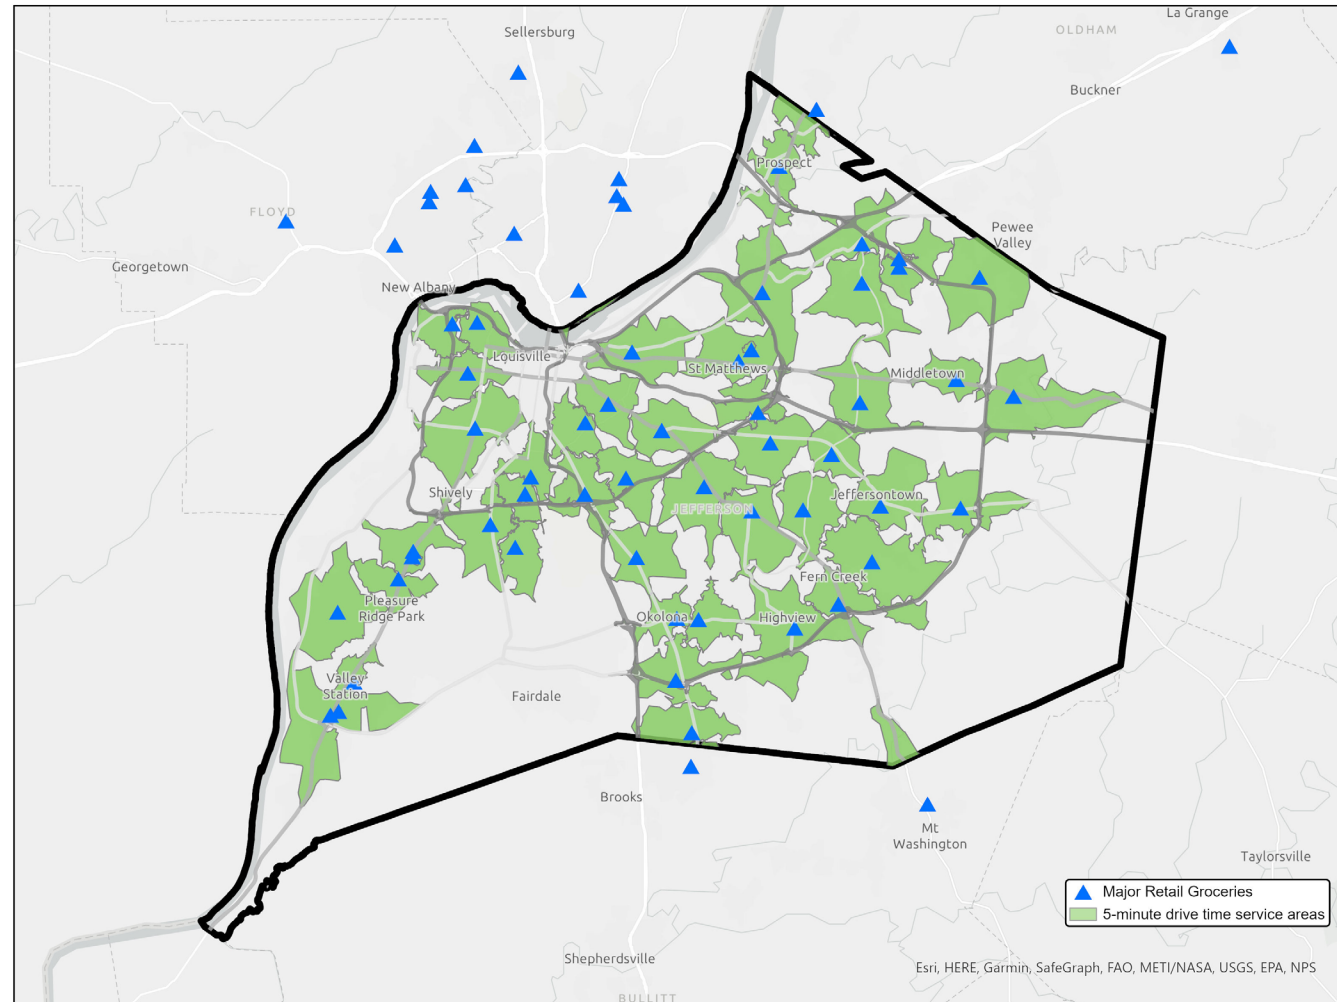 La Grange
Sellersburg
OLDHAM
Buckner
Prospect
FLOYD
Pewee
Valley
Georgetown
New Albany
Louisville
St Matthews
Middletown
Shively
Jeffersontown
JEFFERSON
Fern Creek
Pleasure
Ridge Park
Okolona
Highview
Valley
Station
Fairdale
Brooks
Mt
Washington
Taylorsville
Major Retail Groceries
5-minute drive time service areas
Shepherdsville
Esri, HERE, Garmin, SafeGraph, FAO, METI/NASA, USGS, EPA, NPS
BULLITT